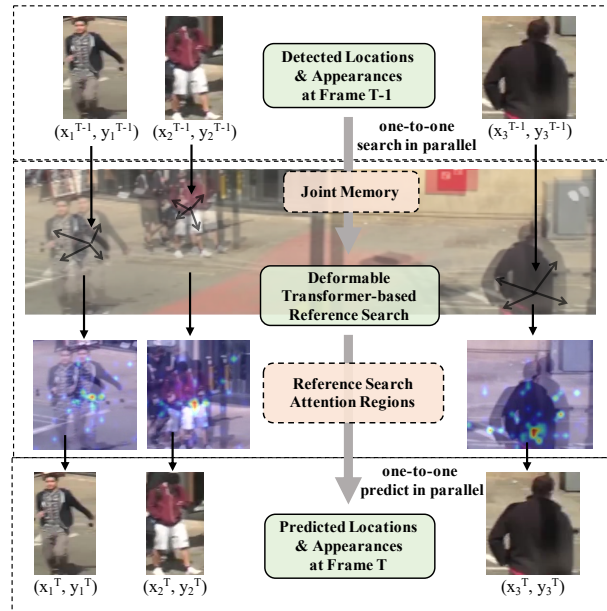 Detected Locations
& Appearances
at Frame T-1
(x₁ᵀ⁻¹, y₁ᵀ⁻¹)
(x₂ᵀ⁻¹, y₂ᵀ⁻¹)
(x₃ᵀ⁻¹, y₃ᵀ⁻¹)
one-to-one
search in parallel
Joint Memory
Deformable
Transformer-based
Reference Search
Reference Search
Attention Regions
one-to-one
predict in parallel
Predicted Locations
& Appearances
at Frame T
(x₁ᵀ, y₁ᵀ)
(x₂ᵀ, y₂ᵀ)
(x₃ᵀ, y₃ᵀ)